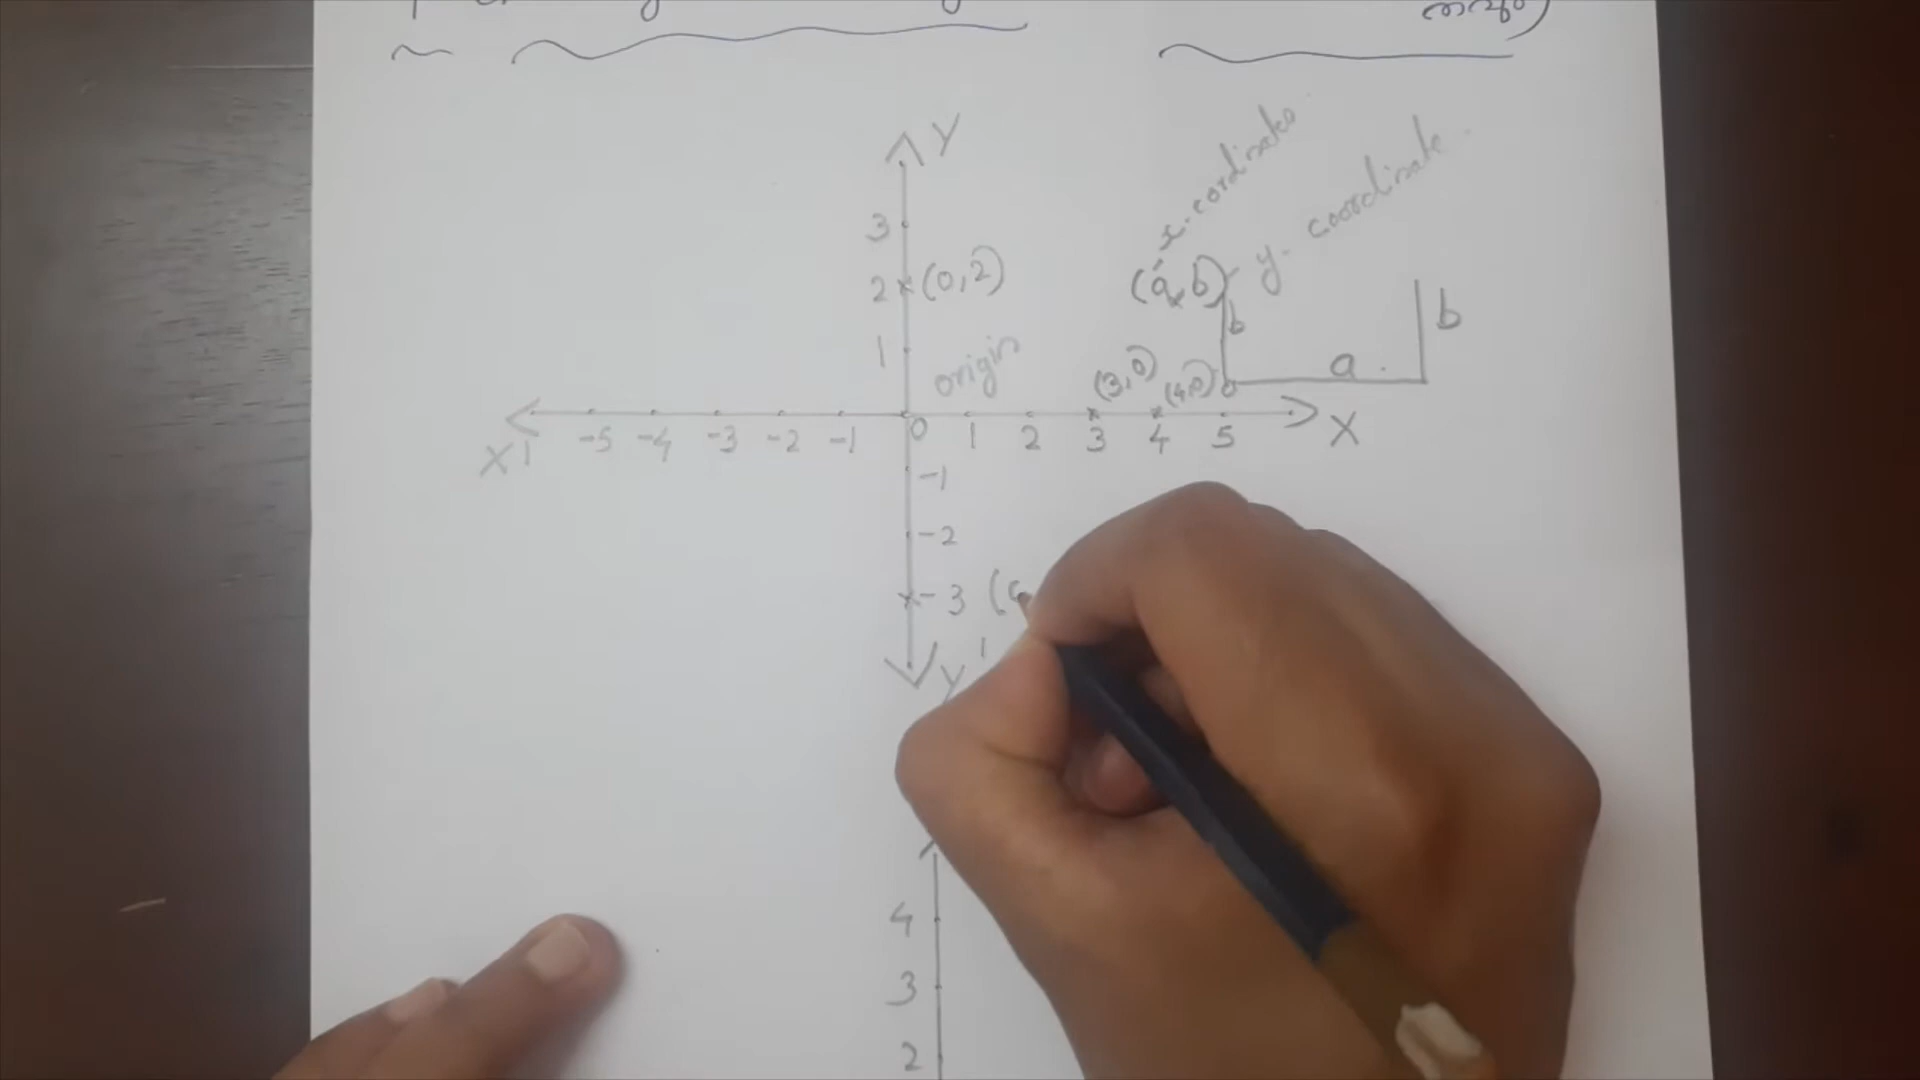 Y
x-coordinate
y-coordinate
3
2 (0,2)
(a,b)
b
b
1
origin
(3,0)
(4,0)
a
X1
-5 -4 -3 -2 -1 0 1 2 3 4 5
X
-1
-2
-3 (
Y'
4
3
2